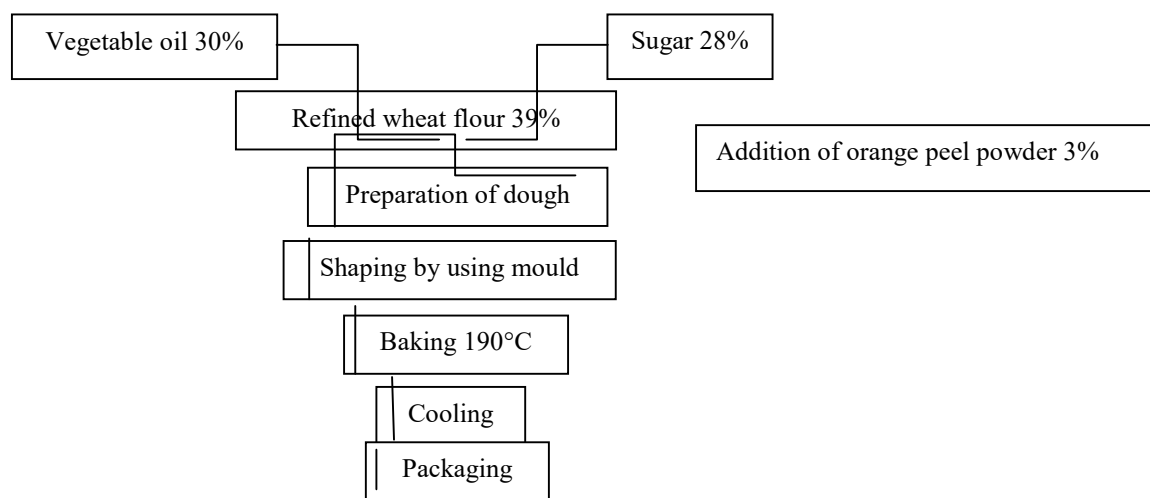 Vegetable oil 30%
Sugar 28%
Refined wheat flour 39%
Addition of orange peel powder 3%
Preparation of dough
Shaping by using mould
Baking 190°C
Cooling
Packaging